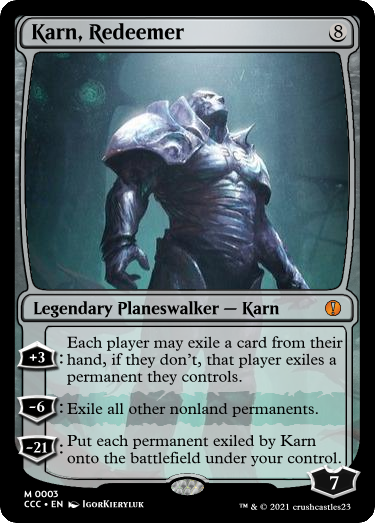 Karn, Redeemer 8
Legendary Planeswalker — Karn
+3: Each player may exile a card from their
hand, if they don't, that player exiles a
permanent they controls.
-6: Exile all other nonland permanents.
-21: Put each permanent exiled by Karn
onto the battlefield under your control.
7
M 0003
CCC • EN IgorKieryluk
™ & © 2021 crushcastles23